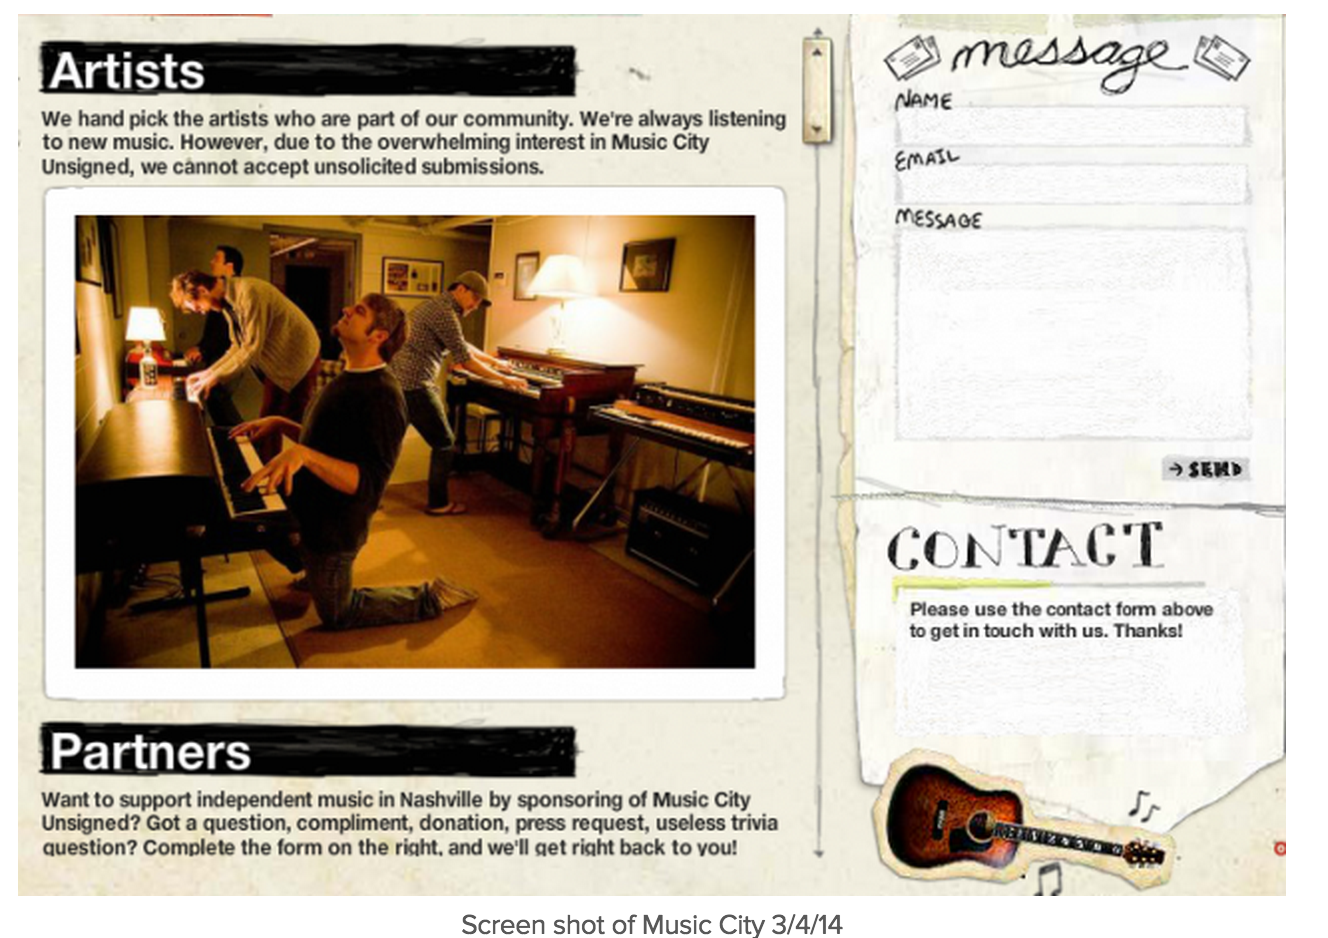 Artists
We hand pick the artists who are part of our community. We're always listening
to new music. However, due to the overwhelming interest in Music City
Unsigned, we cannot accept unsolicited submissions.
Partners
Want to support independent music in Nashville by sponsoring of Music City
Unsigned? Got a question, compliment, donation, press request, useless trivia
question? Complete the form on the right, and we'll get right back to you!
message
NAME
EMAIL
MESSAGE
→ SEND
CONTACT
Please use the contact form above
to get in touch with us. Thanks!
Screen shot of Music City 3/4/14